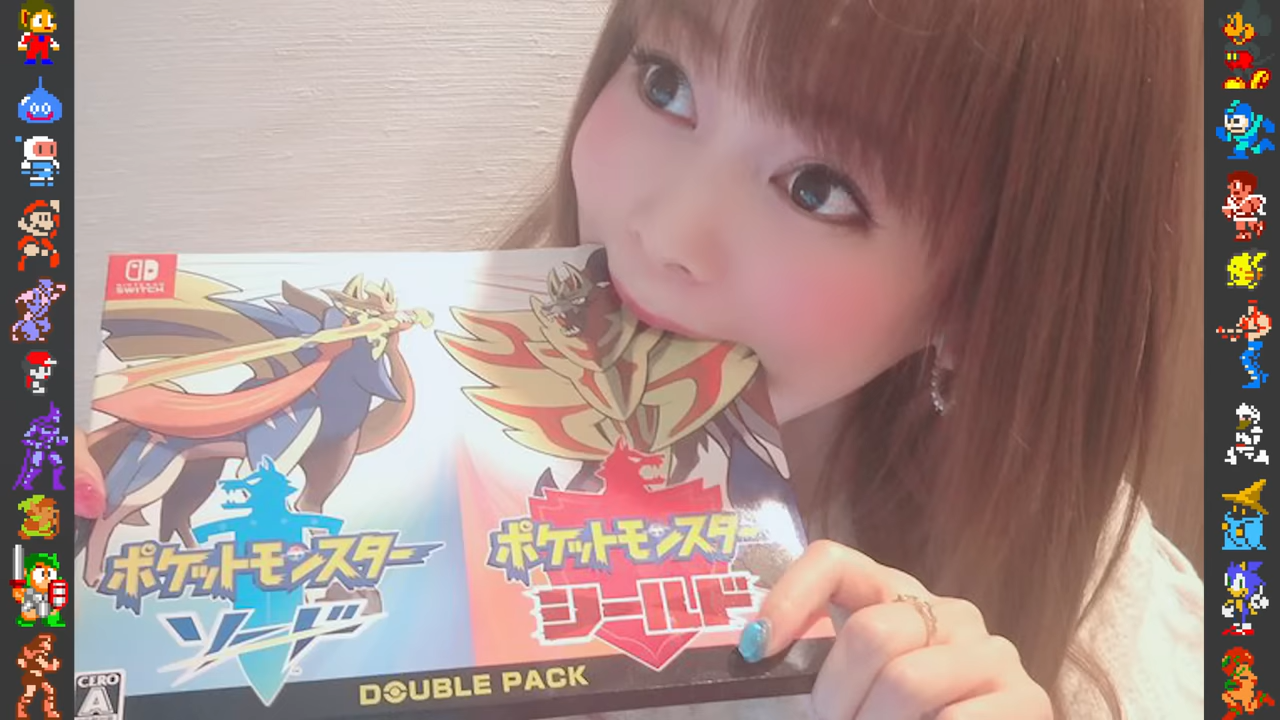 NINTENDO
SWITCH
ポケットモンスター
ソード
ポケットモンスター
シールド
CERO
A
DOUBLE PACK